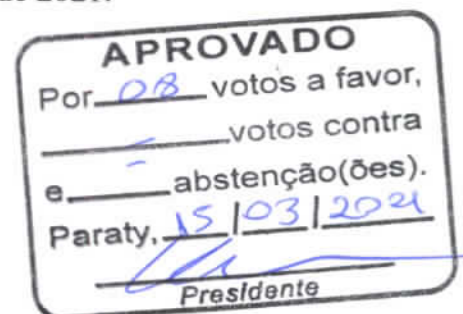 APROVADO
Por 08 votos a favor,
- votos contra
e - abstenção(ões).
Paraty, 15 / 03 / 2021
Presidente